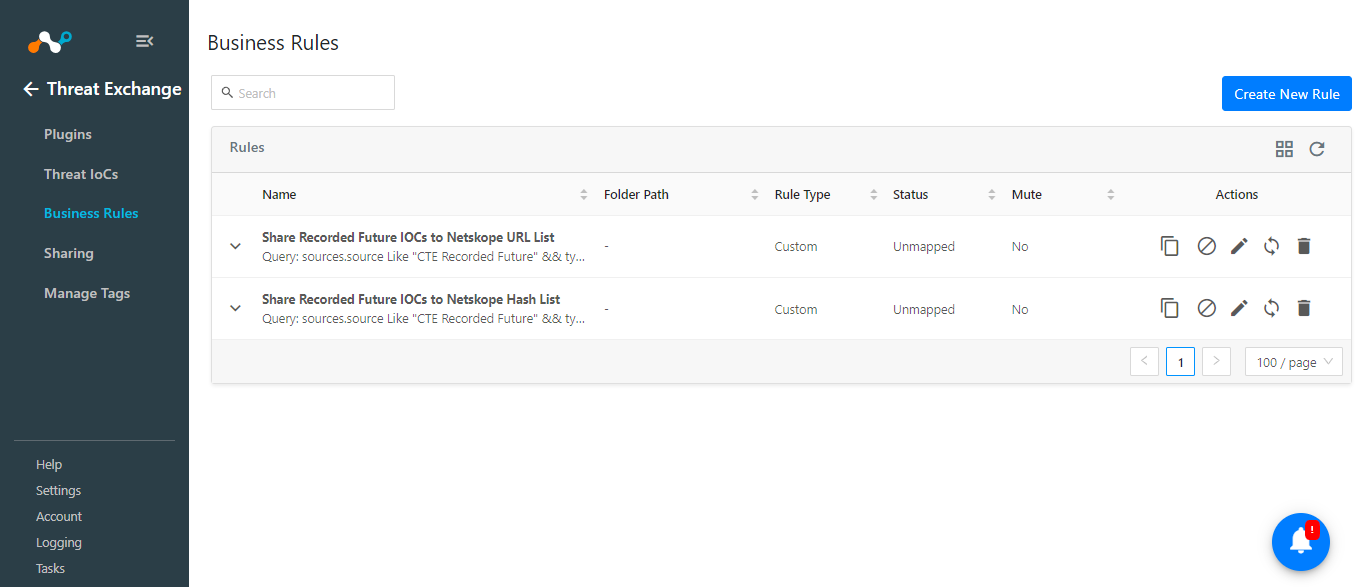 Threat Exchange
Plugins
Threat IoCs
Business Rules
Sharing
Manage Tags
Help
Settings
Account
Logging
Tasks
Business Rules
Search
Create New Rule
Rules
Name Folder Path Rule Type Status Mute Actions
Share Recorded Future IOCs to Netskope URL List
Query: sources.source Like "CTE Recorded Future" && ty...
- Custom Unmapped No
Share Recorded Future IOCs to Netskope Hash List
Query: sources.source Like "CTE Recorded Future" && ty...
- Custom Unmapped No
< 1 > 100 / page
!